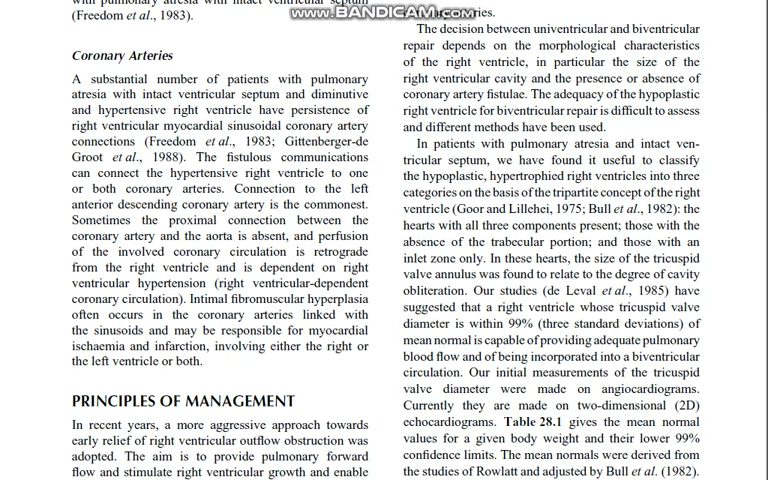 with pulmonary atresia with intact ventricular septum
(Freedom et al., 1983).
Coronary Arteries
A substantial number of patients with pulmonary
atresia with intact ventricular septum and diminutive
and hypertensive right ventricle have persistence of
right ventricular myocardial sinusoidal coronary artery
connections (Freedom et al., 1983; Gittenberger-de
Groot et al., 1988). The fistulous communications
can connect the hypertensive right ventricle to one
or both coronary arteries. Connection to the left
anterior descending coronary artery is the commonest.
Sometimes the proximal connection between the
coronary artery and the aorta is absent, and perfusion
of the involved coronary circulation is retrograde
from the right ventricle and is dependent on right
ventricular hypertension (right ventricular-dependent
coronary circulation). Intimal fibromuscular hyperplasia
often occurs in the coronary arteries linked with
the sinusoids and may be responsible for myocardial
ischaemia and infarction, involving either the right or
the left ventricle or both.
PRINCIPLES OF MANAGEMENT
In recent years, a more aggressive approach towards
early relief of right ventricular outflow obstruction was
adopted. The aim is to provide pulmonary forward
flow and stimulate right ventricular growth and enable
www.BANDICAM.com
The decision between univentricular and biventricular
repair depends on the morphological characteristics
of the right ventricle, in particular the size of the
right ventricular cavity and the presence or absence of
coronary artery fistulae. The adequacy of the hypoplastic
right ventricle for biventricular repair is difficult to assess
and different methods have been used.
In patients with pulmonary atresia and intact ven-
tricular septum, we have found it useful to classify
the hypoplastic, hypertrophied right ventricles into three
categories on the basis of the tripartite concept of the right
ventricle (Goor and Lillehei, 1975; Bull et al., 1982): the
hearts with all three components present; those with the
absence of the trabecular portion; and those with an
inlet zone only. In these hearts, the size of the tricuspid
valve annulus was found to relate to the degree of cavity
obliteration. Our studies (de Leval et al., 1985) have
suggested that a right ventricle whose tricuspid valve
diameter is within 99% (three standard deviations) of
mean normal is capable of providing adequate pulmonary
blood flow and of being incorporated into a biventricular
circulation. Our initial measurements of the tricuspid
valve diameter were made on angiocardiograms.
Currently they are made on two-dimensional (2D)
echocardiograms. Table 28.1 gives the mean normal
values for a given body weight and their lower 99%
confidence limits. The mean normals were derived from
the studies of Rowlatt and adjusted by Bull et al. (1982).